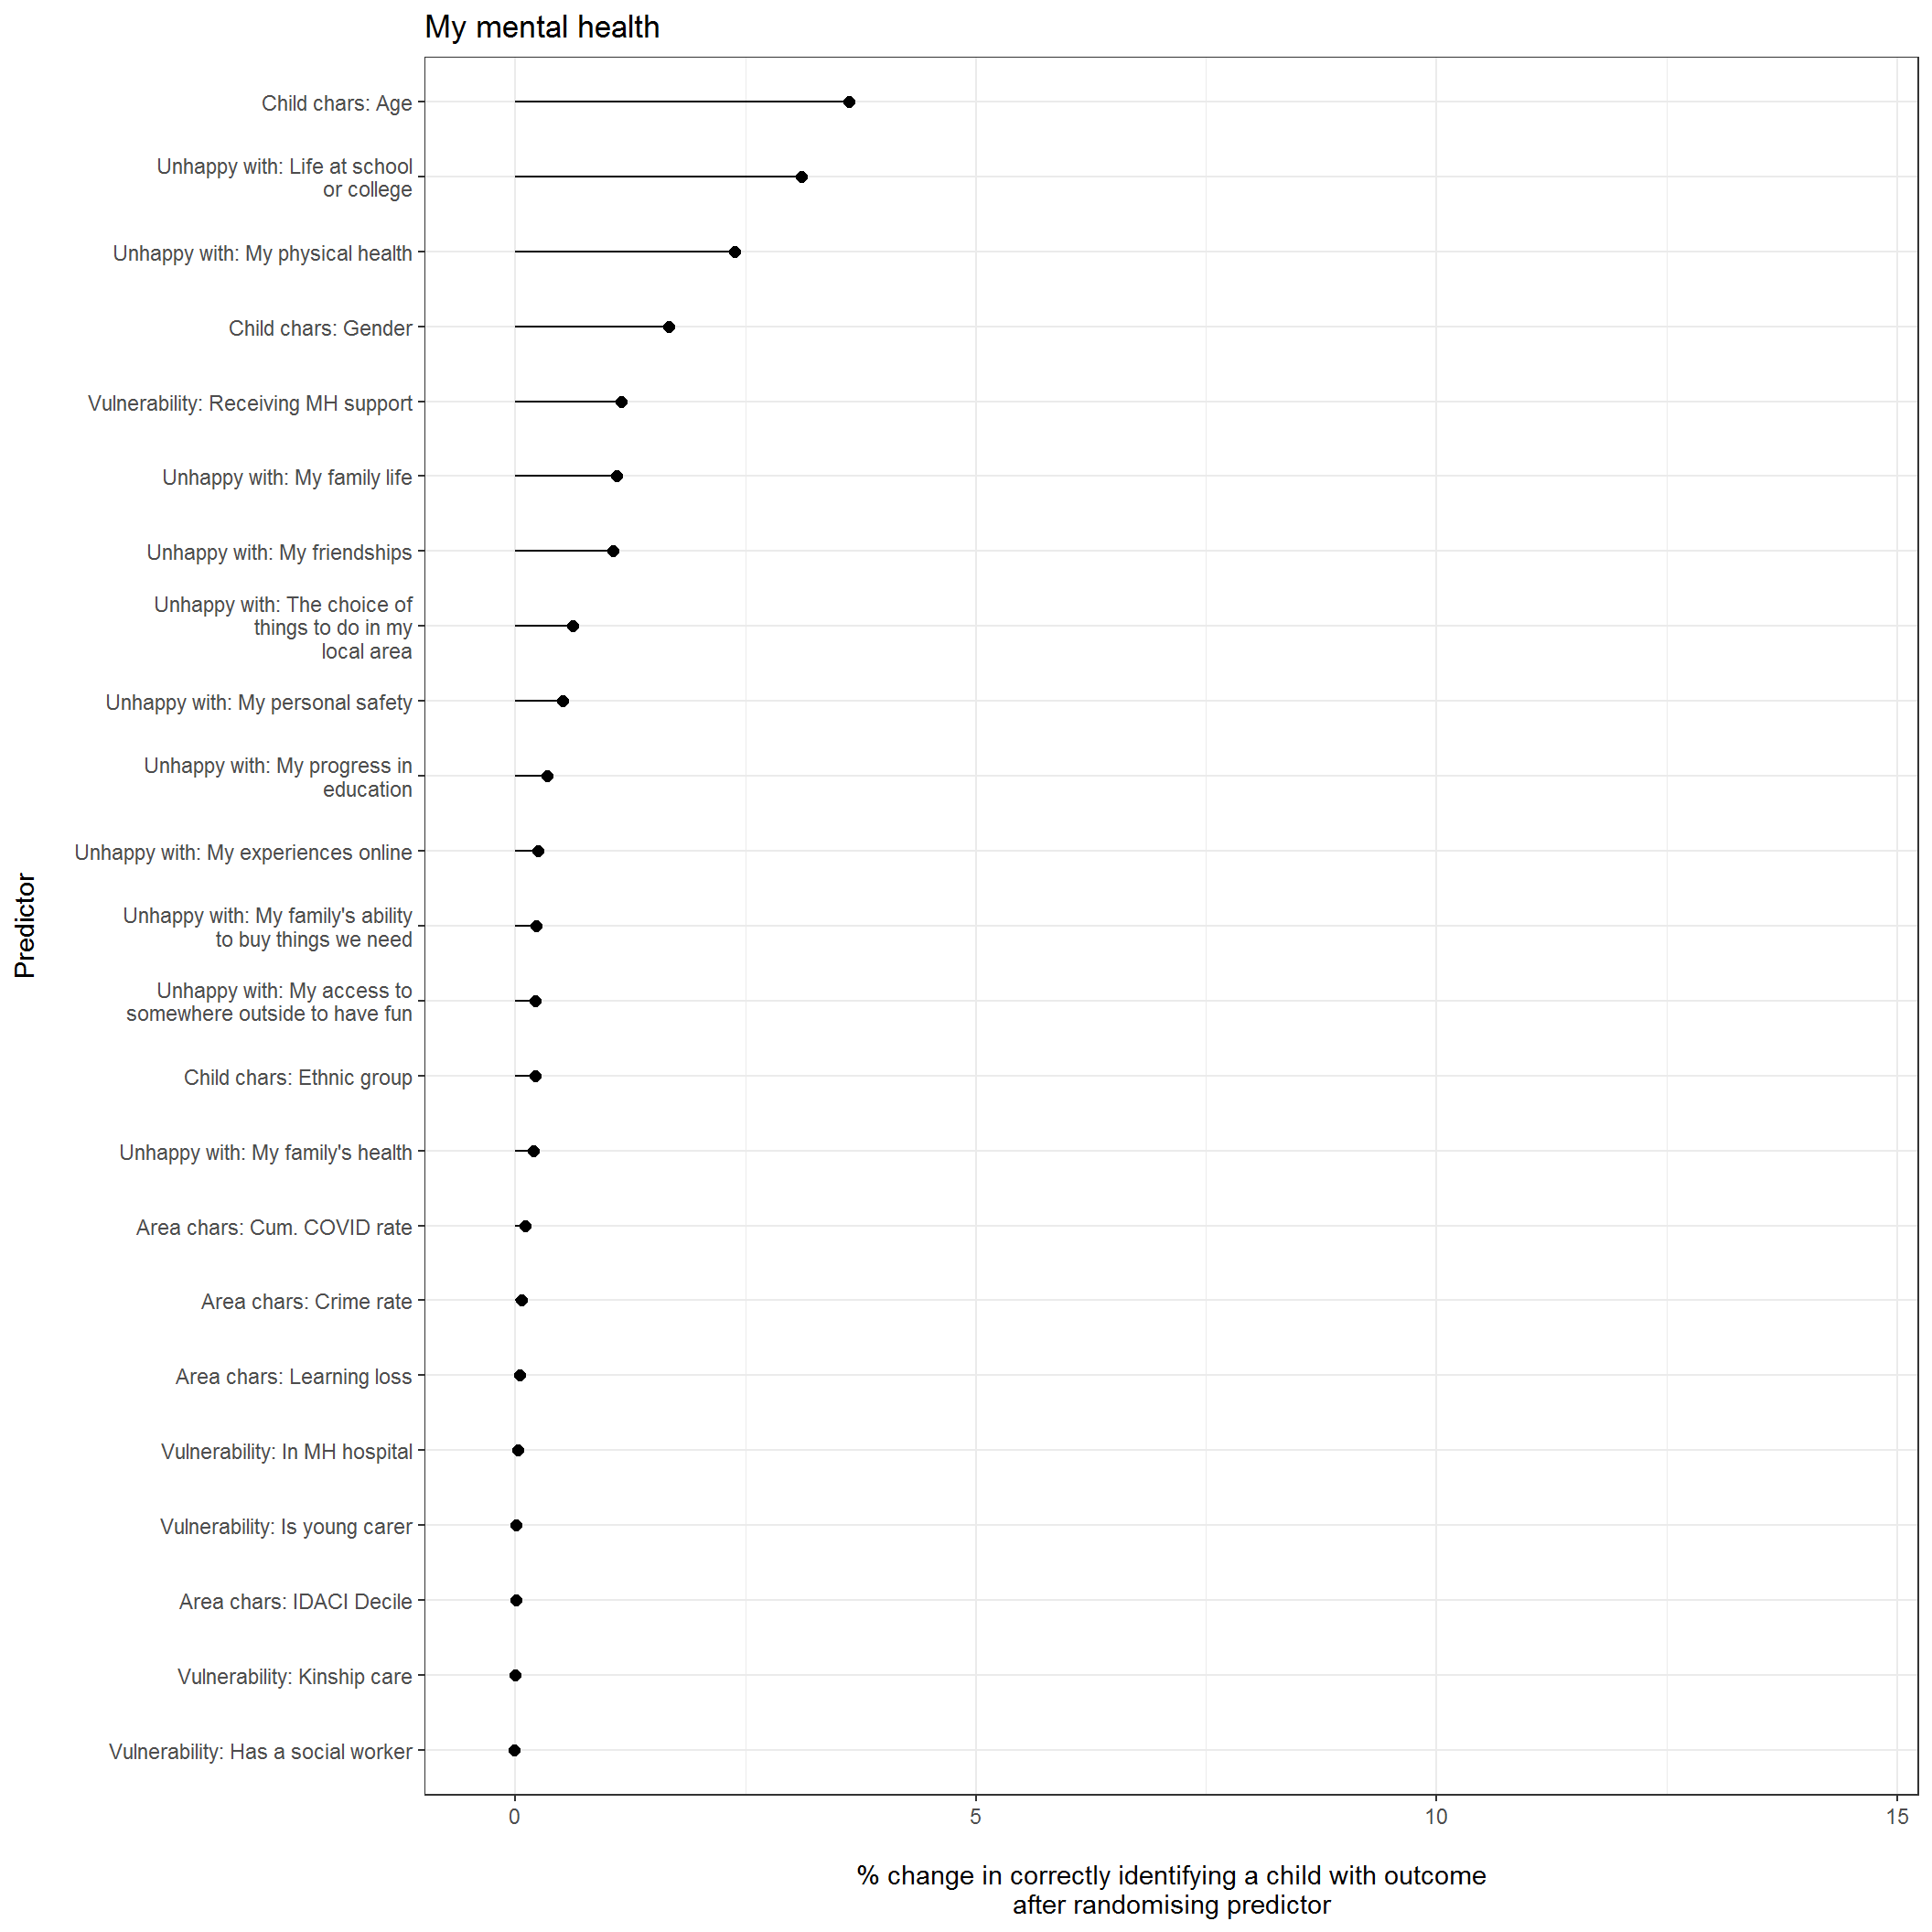 My mental health
Child chars: Age
Unhappy with: Life at school
or college
Unhappy with: My physical health
Child chars: Gender
Vulnerability: Receiving MH support
Unhappy with: My family life
Unhappy with: My friendships
Unhappy with: The choice of
things to do in my
local area
Unhappy with: My personal safety
Unhappy with: My progress in
education
Unhappy with: My experiences online
Unhappy with: My family's ability
to buy things we need
Unhappy with: My access to
somewhere outside to have fun
Child chars: Ethnic group
Unhappy with: My family's health
Area chars: Cum. COVID rate
Area chars: Crime rate
Area chars: Learning loss
Vulnerability: In MH hospital
Vulnerability: Is young carer
Area chars: IDACI Decile
Vulnerability: Kinship care
Vulnerability: Has a social worker
Predictor
0 5 10 15
% change in correctly identifying a child with outcome
after randomising predictor